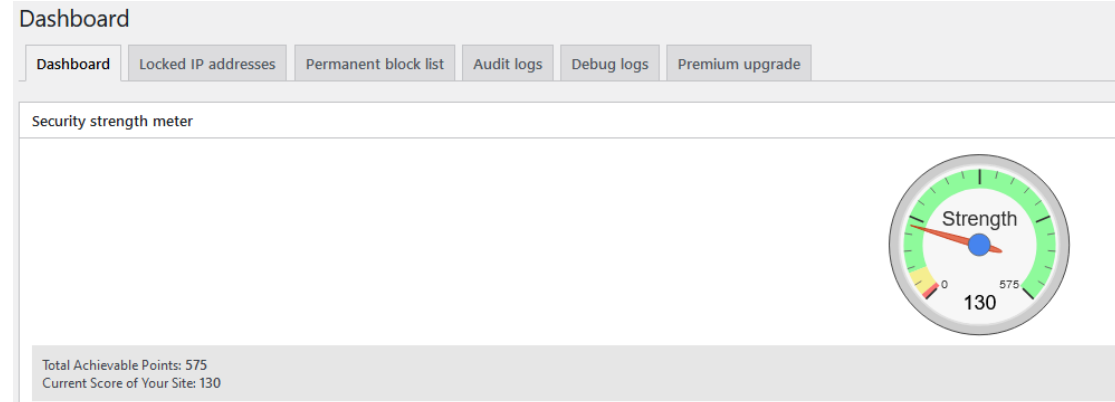 Dashboard
Dashboard Locked IP addresses Permanent block list Audit logs Debug logs Premium upgrade
Security strength meter
Strength
0 575
130
Total Achievable Points: 575
Current Score of Your Site: 130